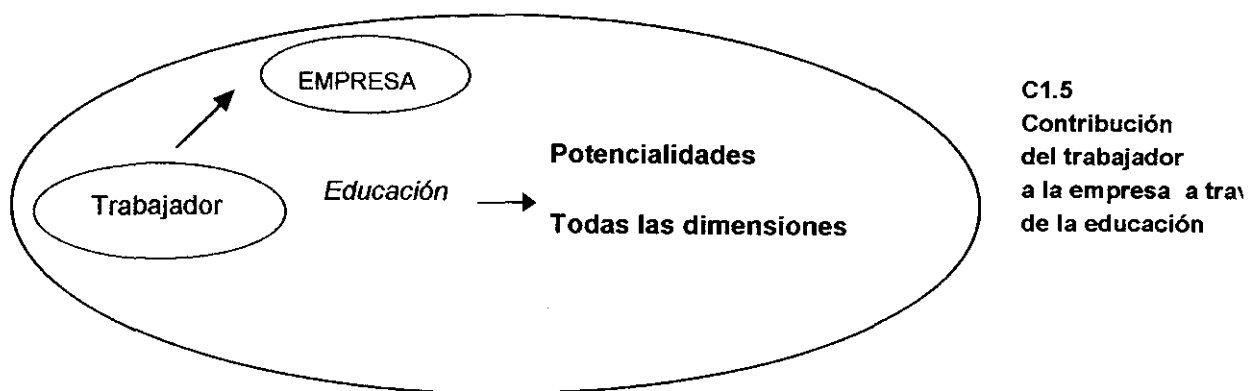 EMPRESA
Trabajador
Educación
Potencialidades
Todas las dimensiones
C1.5
Contribución
del trabajador
a la empresa a
de la educación